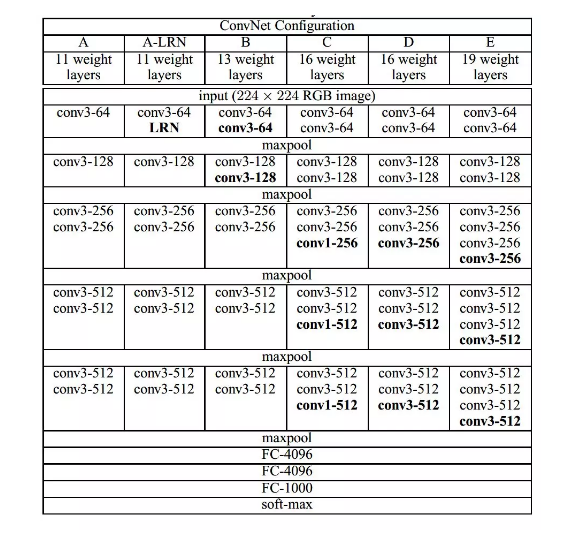 ConvNet Configuration
A A-LRN B C D E
11 weight 11 weight 13 weight 16 weight 16 weight 19 weight
layers layers layers layers layers layers
input (224 × 224 RGB image)
conv3-64 conv3-64 conv3-64 conv3-64 conv3-64 conv3-64
LRN conv3-64 conv3-64 conv3-64 conv3-64
maxpool
conv3-128 conv3-128 conv3-128 conv3-128 conv3-128 conv3-128
conv3-128 conv3-128 conv3-128 conv3-128
maxpool
conv3-256 conv3-256 conv3-256 conv3-256 conv3-256 conv3-256
conv3-256 conv3-256 conv3-256 conv3-256 conv3-256 conv3-256
conv1-256 conv3-256 conv3-256
conv3-256
maxpool
conv3-512 conv3-512 conv3-512 conv3-512 conv3-512 conv3-512
conv3-512 conv3-512 conv3-512 conv3-512 conv3-512 conv3-512
conv1-512 conv3-512 conv3-512
conv3-512
maxpool
conv3-512 conv3-512 conv3-512 conv3-512 conv3-512 conv3-512
conv3-512 conv3-512 conv3-512 conv3-512 conv3-512 conv3-512
conv1-512 conv3-512 conv3-512
conv3-512
maxpool
FC-4096
FC-4096
FC-1000
soft-max